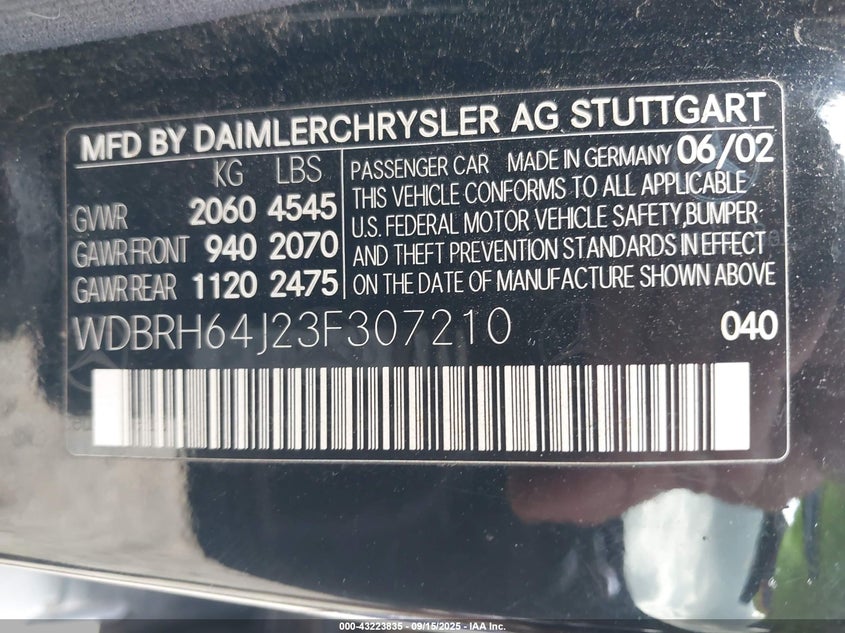 MFD BY DAIMLERCHRYSLER AG STUTTGART
KG LBS
GVWR 2060 4545
GAWR FRONT 940 2070
GAWR REAR 1120 2475
PASSENGER CAR MADE IN GERMANY 06/02
THIS VEHICLE CONFORMS TO ALL APPLICABLE
U.S. FEDERAL MOTOR VEHICLE SAFETY,BUMPER
AND THEFT PREVENTION STANDARDS IN EFFECT
ON THE DATE OF MANUFACTURE SHOWN ABOVE
WDBRH64J23F307210 040
000-43223835 - 09/15/2025 - IAA Inc.